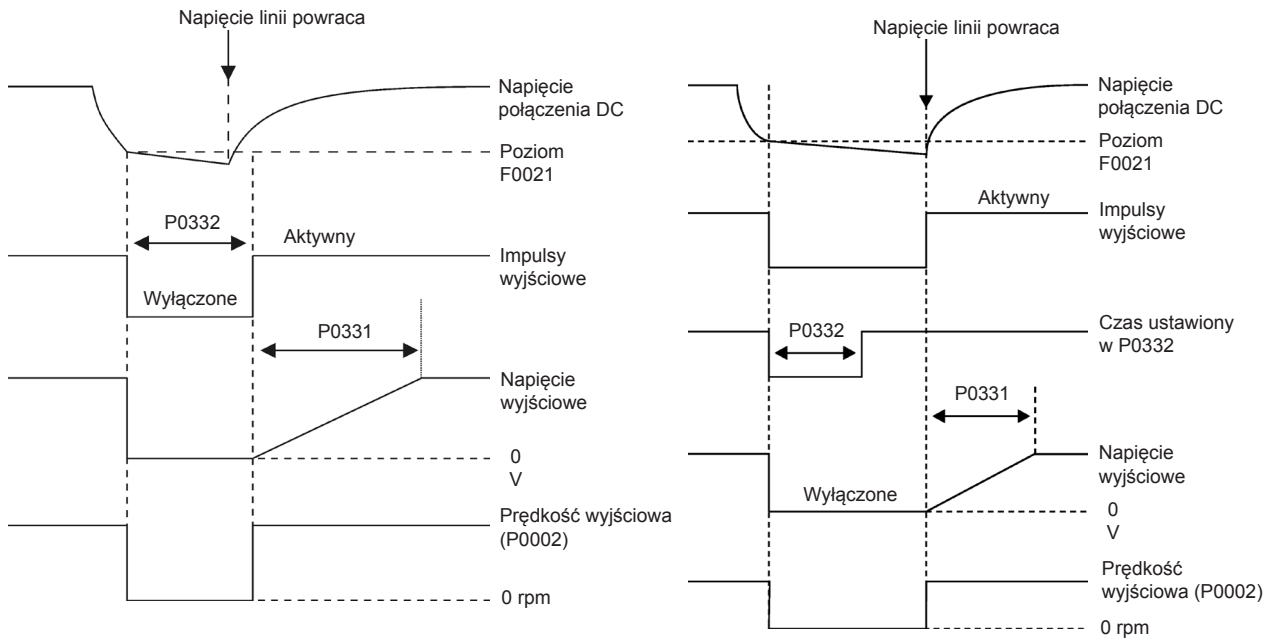 Napięcie linii powraca
Napięcie
połączenia DC
Poziom
F0021
P0332
Aktywny
Impulsy
wyjściowe
Wyłączone
P0331
Napięcie
wyjściowe
0
V
Prędkość wyjściowa
(P0002)
0 rpm
Napięcie linii powraca
Napięcie
połączenia DC
Poziom
F0021
Aktywny
Impulsy
wyjściowe
P0332
Czas ustawiony
w P0332
P0331
Napięcie
wyjściowe
Wyłączone
0
V
Prędkość
wyjściowa (P0002)
0 rpm